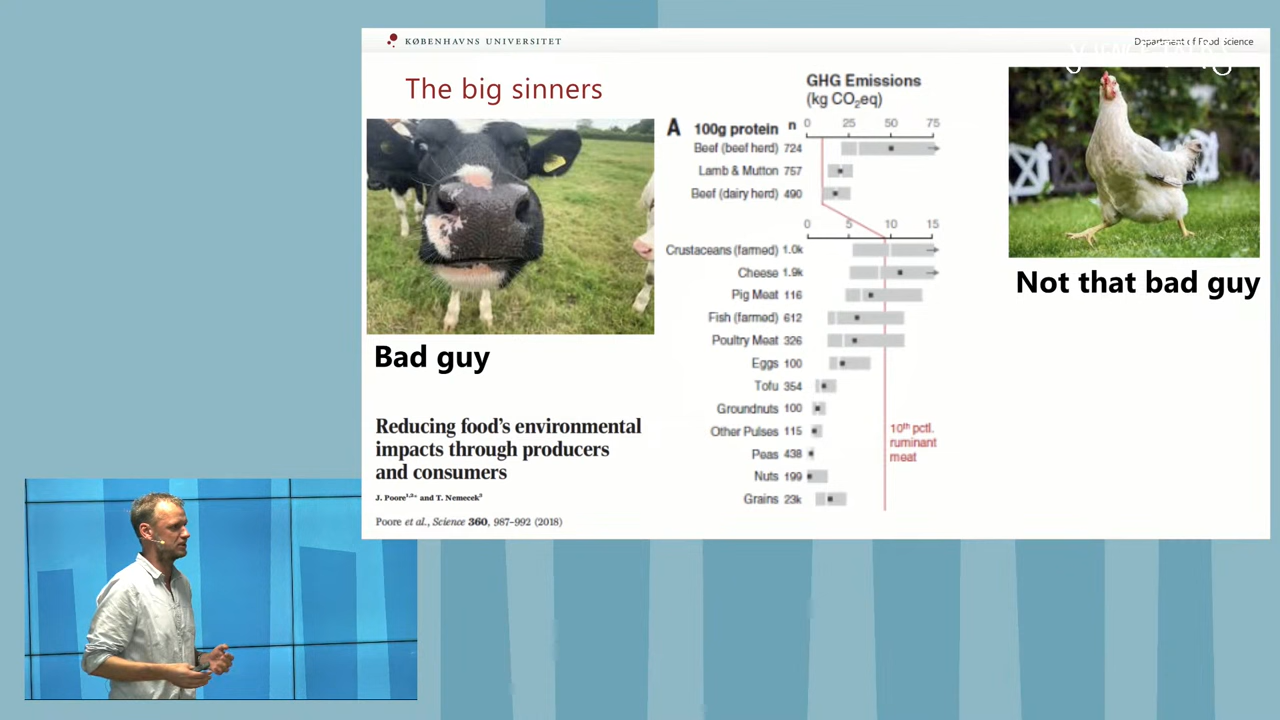 KØBENHAVNS UNIVERSITET
Department of Food Science
The big sinners
GHG Emissions
(kg CO₂eq)
A 100g protein n 0 25 50 75
Beef (beef herd) 724
Lamb & Mutton 757
Beef (dairy herd) 490
0 5 10 15
Crustaceans (farmed) 1.0k
Cheese 1.9k
Pig Meat 116
Fish (farmed) 612
Poultry Meat 326
Eggs 100
Tofu 354
Groundnuts 100
Other Pulses 115
Peas 438
Nuts 199
Grains 23k
10th pctl.
ruminant
meat
Bad guy
Not that bad guy
Reducing food's environmental
impacts through producers
and consumers
J. Poore¹,²* and T. Nemecek³
Poore et al., Science 360, 987–992 (2018)